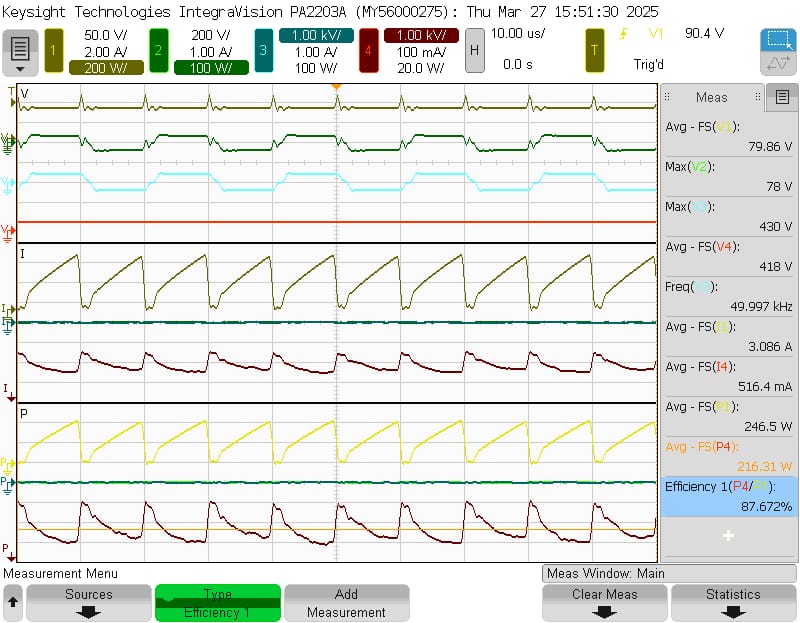 Keysight Technologies IntegraVision PA2203A (MY56000275): Thu Mar 27 15:51:30 2025
1 50.0 V/ 2.00 A/ 200 W/
2 200 V/ 1.00 A/ 100 W/
3 1.00 kV/ 1.00 A/ 100 W/
4 1.00 kV/ 100 mA/ 20.0 W/
H 10.00 us/ 0.0 s
T V1 90.4 V Trig'd
V
I
P
Meas
Avg - FS(V1):
79.86 V
Max(V2):
78 V
Max(V3):
430 V
Avg - FS(V4):
418 V
Freq(V3):
49.997 kHz
Avg - FS(I1):
3.086 A
Avg - FS(I4):
516.4 mA
Avg - FS(P1):
246.5 W
Avg - FS(P4):
216.31 W
Efficiency 1(P4/P1):
87.672%
Measurement Menu
Meas Window: Main
Sources
Type
Efficiency 1
Add
Measurement
Clear Meas
Statistics